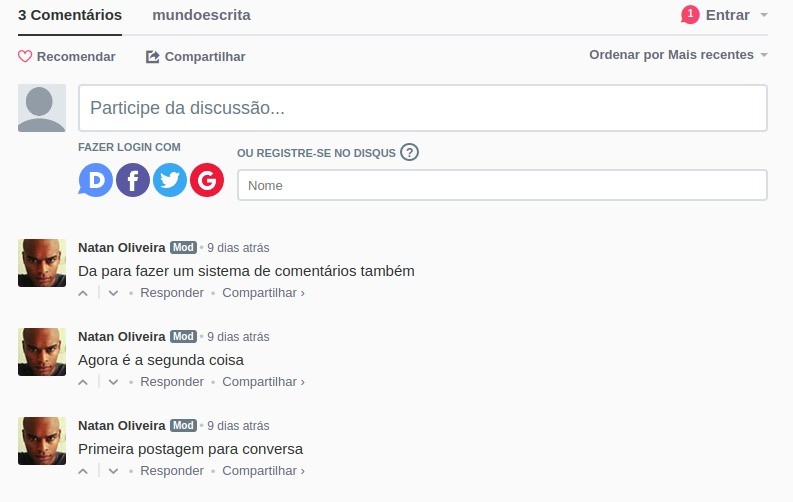 3 Comentários mundoescrita 1 Entrar
Recomendar Compartilhar Ordenar por Mais recentes
Participe da discussão...
FAZER LOGIN COM
OU REGISTRE-SE NO DISQUS ?
D f G
Nome
Natan Oliveira Mod • 9 dias atrás
Da para fazer um sistema de comentários também
• Responder • Compartilhar ›
Natan Oliveira Mod • 9 dias atrás
Agora é a segunda coisa
• Responder • Compartilhar ›
Natan Oliveira Mod • 9 dias atrás
Primeira postagem para conversa
• Responder • Compartilhar ›